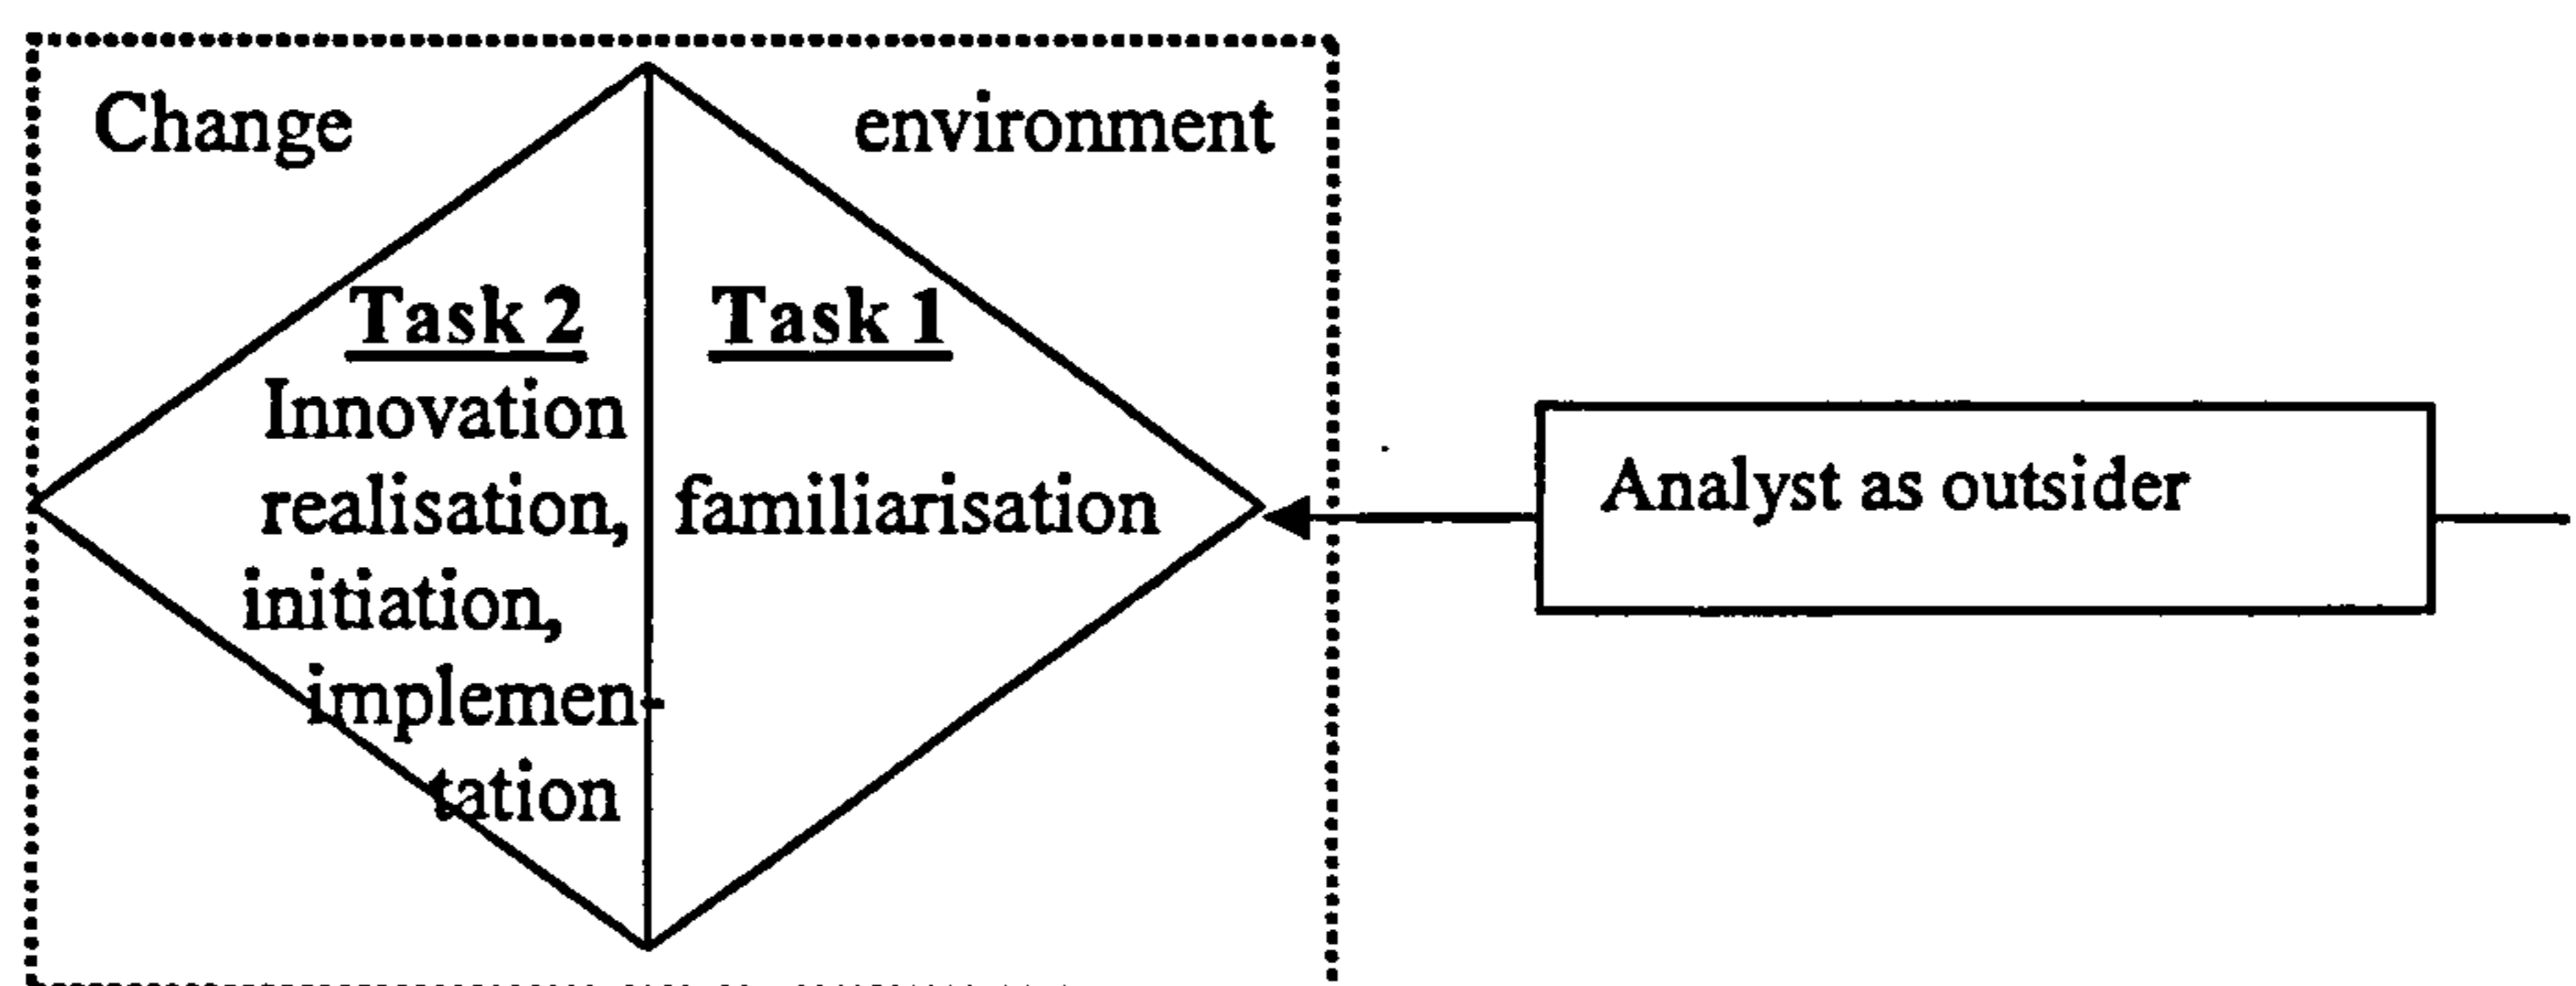 Change environment
Task 2 Task 1
Innovation
realisation, familiarisation
initiation,
implemen-
tation
Analyst as outsider